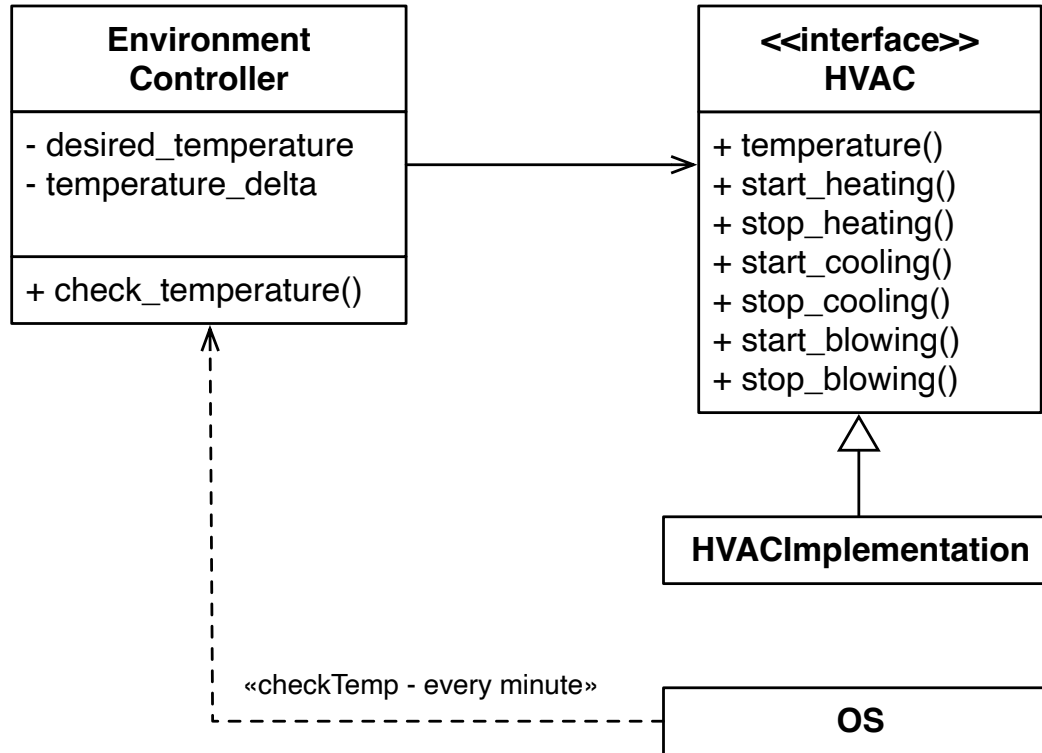 Environment
Controller
- desired_temperature
- temperature_delta
+ check_temperature()
<<interface>>
HVAC
+ temperature()
+ start_heating()
+ stop_heating()
+ start_cooling()
+ stop_cooling()
+ start_blowing()
+ stop_blowing()
HVACImplementation
«checkTemp - every minute»
OS